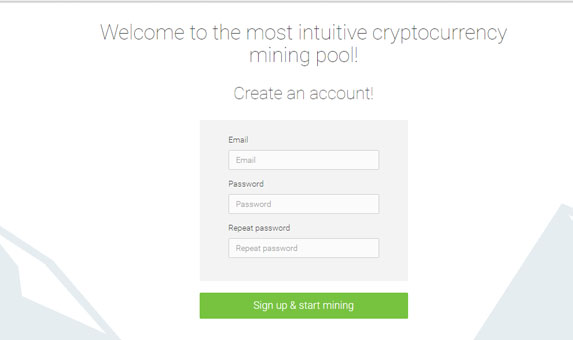 Welcome to the most intuitive cryptocurrency
mining pool!
Create an account!
Email
Email
Password
Password
Repeat password
Repeat password
Sign up & start mining